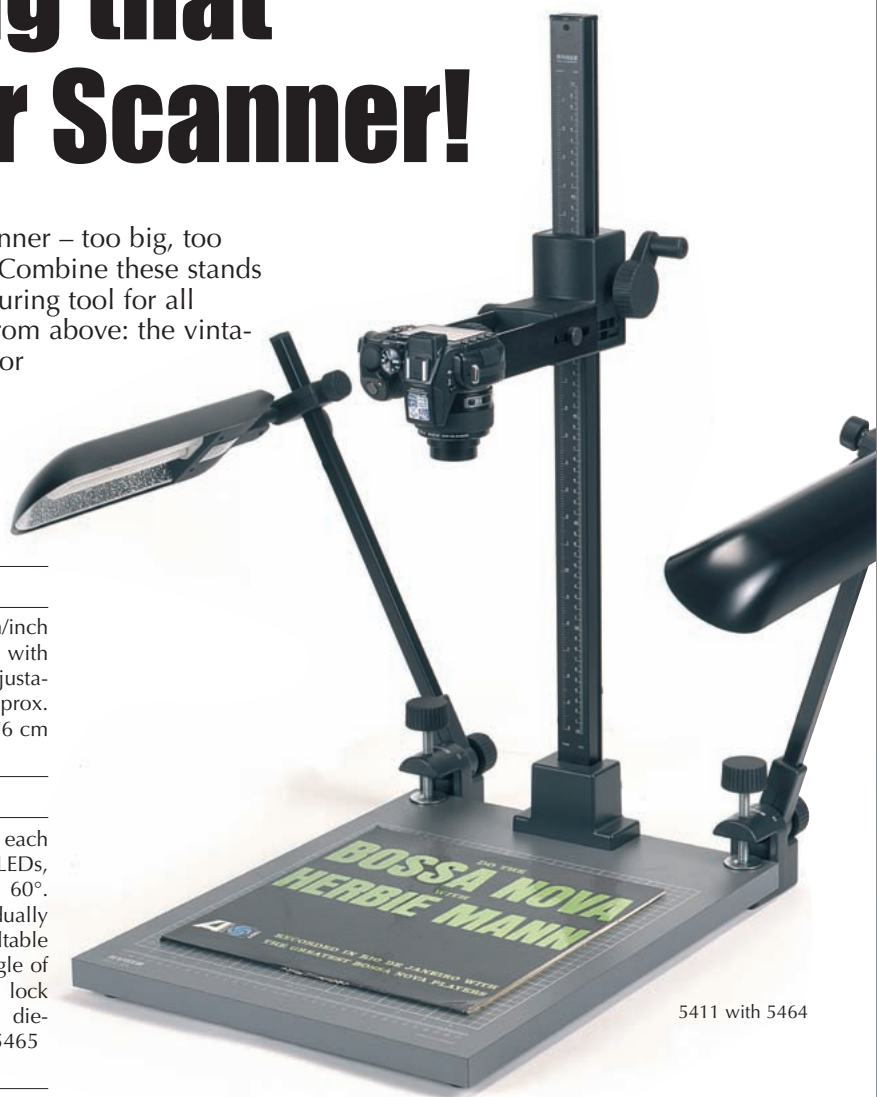 g that
r Scanner!
nner – too big, too
Combine these stands
uring tool for all
rom above: the vinta-
or
/inch
with
justa-
prox.
6 cm
each
LEDs,
60°.
dually
ltable
gle of
lock
die-
5465
DO THE
BOSSA NOVA
WITH
HERBIE MANN
RECORDED IN RIO DE JANEIRO WITH
THE GREATEST BOSSA NOVA PLAYERS
5411 with 5464